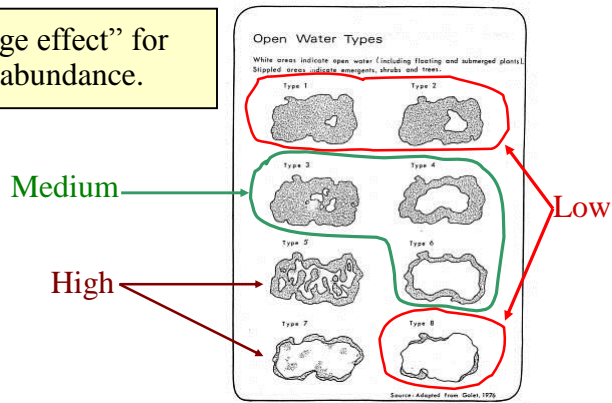 ge effect” for
abundance.
Open Water Types
White areas indicate open water (including floating and submerged plants).
Stippled areas indicate emergents, shrubs and trees.
Type 1
Type 2
Type 3
Type 4
Medium
Low
Type 5
Type 6
High
Type 7
Type 8
Source: Adapted from Golet, 1976